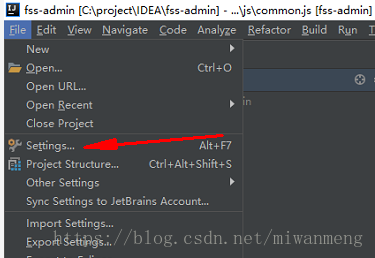 fss-admin [C:\project\IDEA\fss-admin] - ...\js\common.js [fss-admin]
File Edit View Navigate Code Analyze Refactor Build Run T
New
Open... Ctrl+O
Open URL...
Open Recent
Close Project
Settings... Alt+F7
Project Structure... Ctrl+Alt+Shift+S
Other Settings
Sync Settings to JetBrains Account...
Import Settings...
Export Settings...
https://blog.csdn.net/miwanmeng